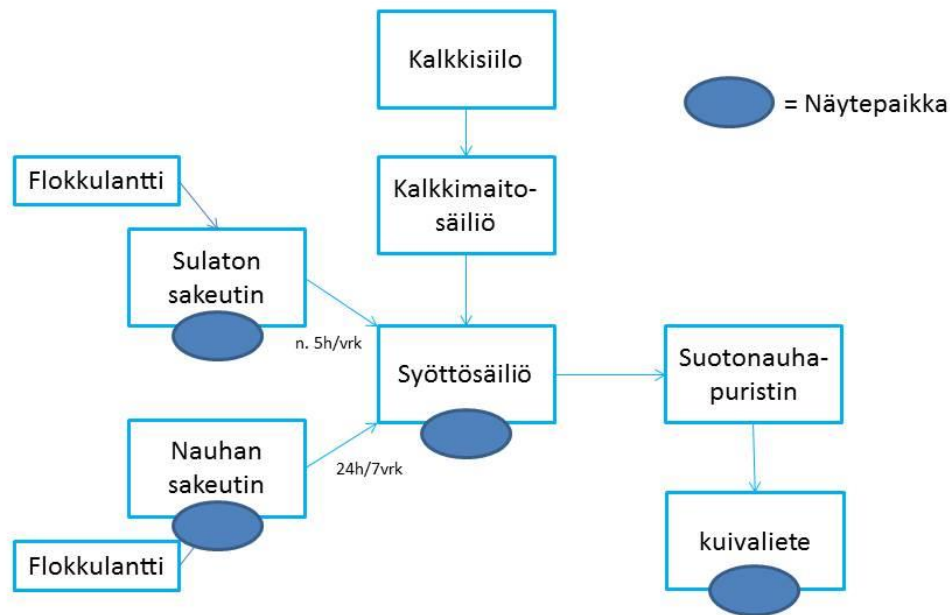 Kalkkisiilo
= Näytepaikka
Flokkulantti
Kalkkimaito-
säiliö
Sulaton
sakeutin
n. 5h/vrk
Syöttösäiliö
Suotonauha-
puristin
Nauhan
sakeutin
24h/7vrk
Flokkulantti
kuivaliete